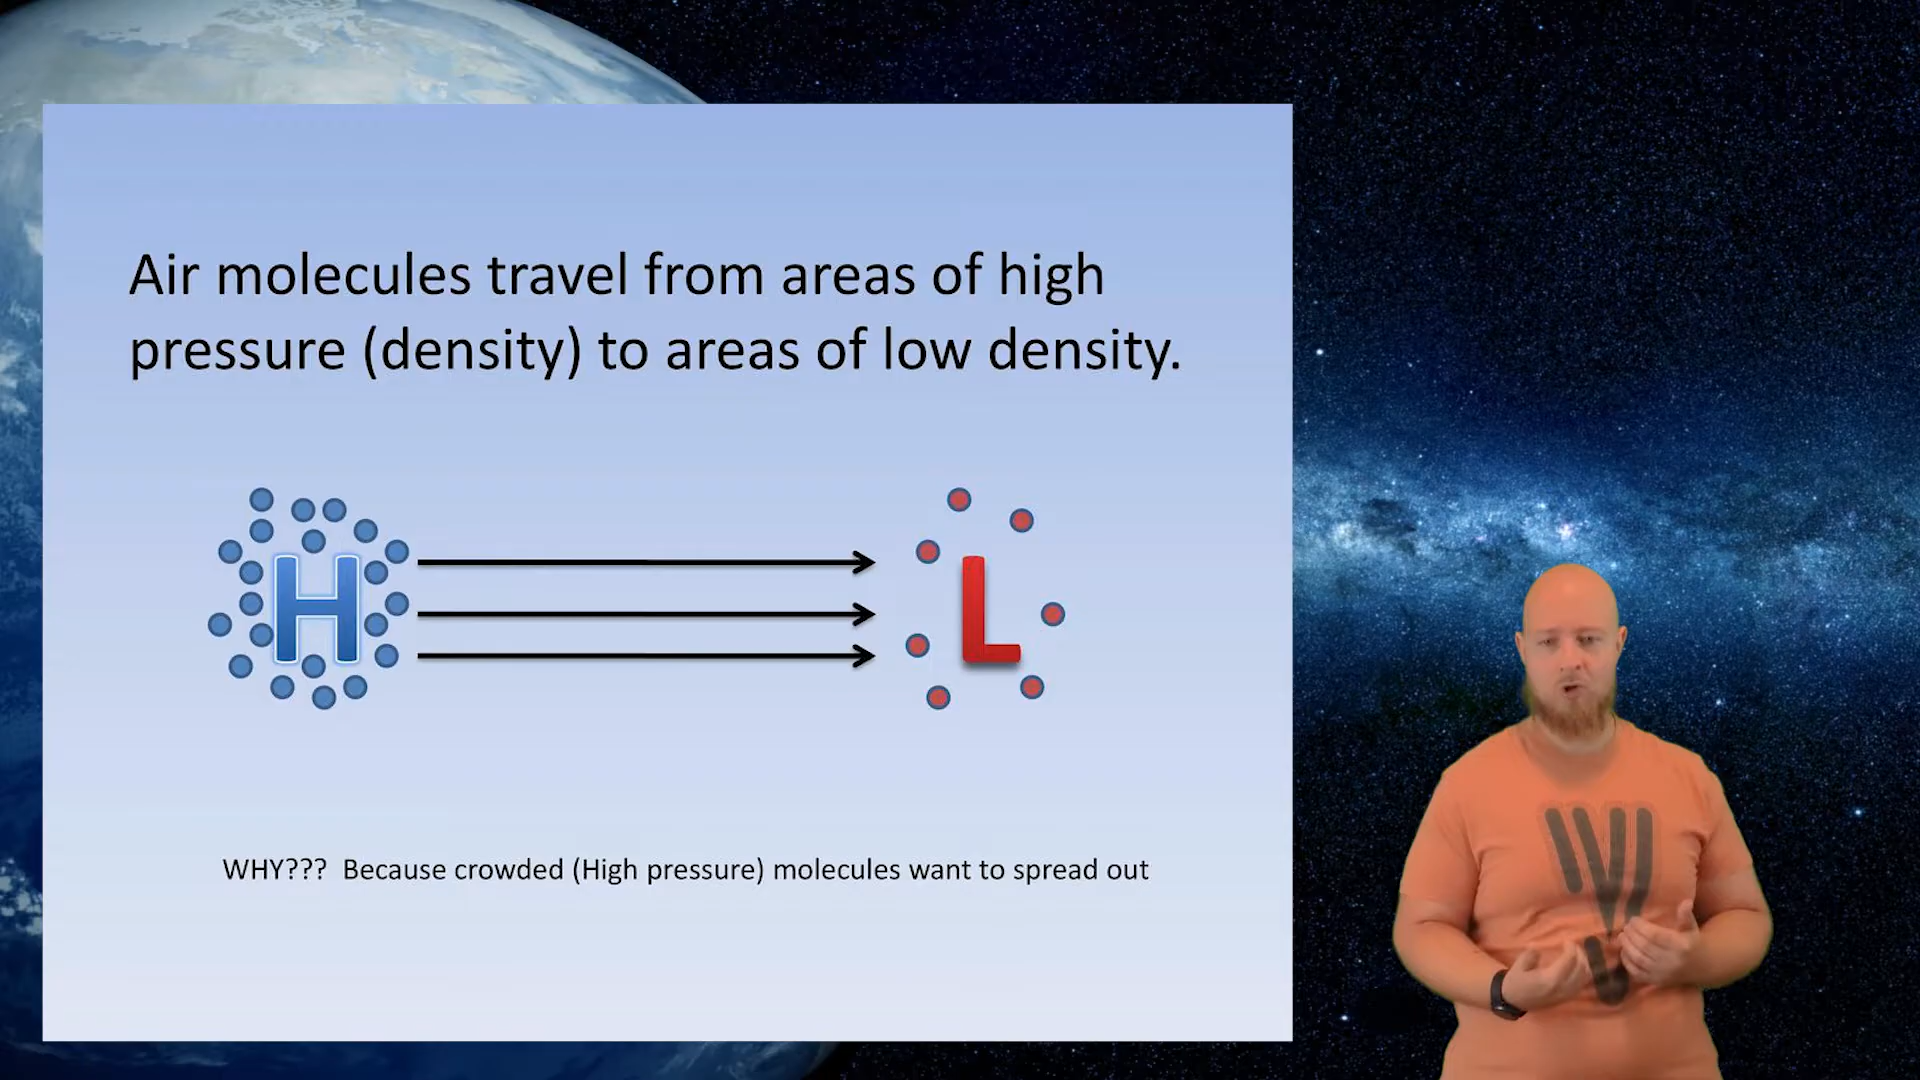 Air molecules travel from areas of high
pressure (density) to areas of low density.
H
L
WHY??? Because crowded (High pressure) molecules want to spread out